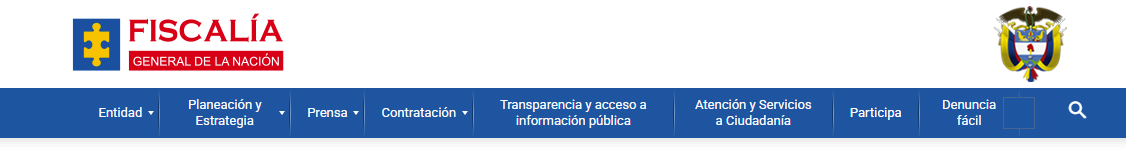 FISCALÍA
GENERAL DE LA NACIÓN
Entidad
Planeación y
Estrategia
Prensa
Contratación
Transparencia y acceso a
información pública
Atención y Servicios
a Ciudadanía
Participa
Denuncia
fácil